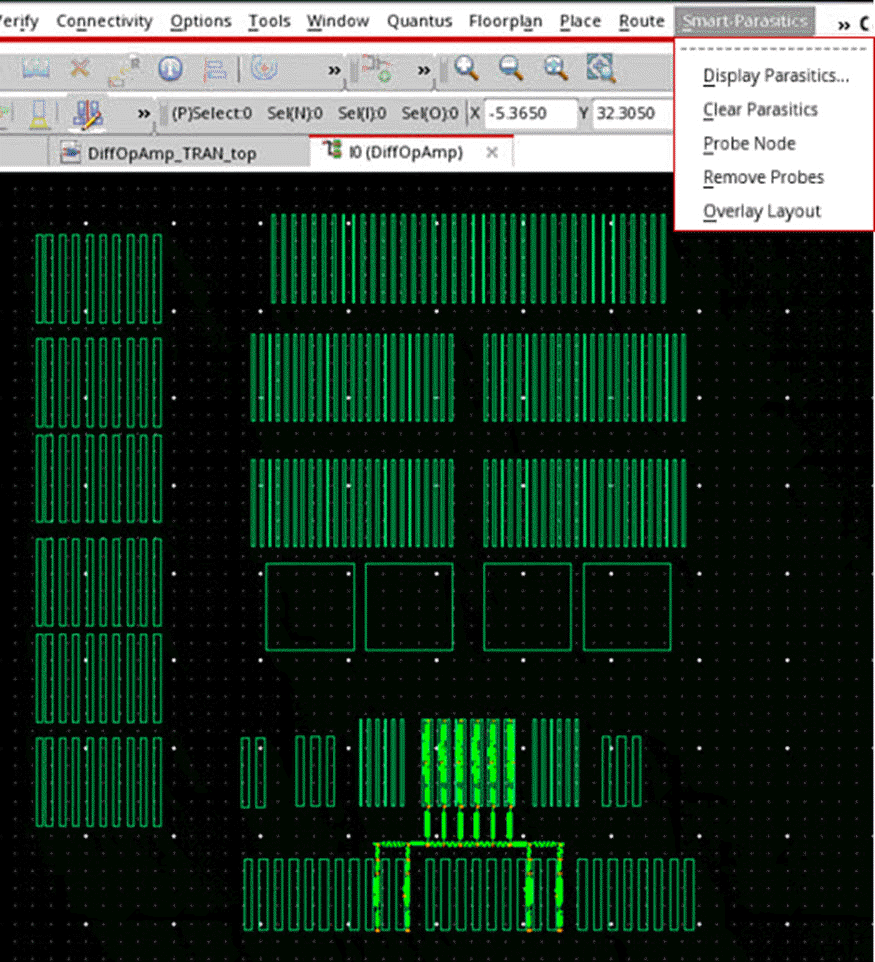 Connectivity Options Tools Window Quantus Floorplan Place Route Smart-Parasitics »
Display Parasitics...
» »
Clear Parasitics
» (P)Select:0 Sel(N):0 Sel(I):0 Sel(O):0 X -5.3650 Y 32.3050
Probe Node
DiffOpAmp_TRAN_top I0 (DiffOpAmp) ×
Remove Probes
Overlay Layout